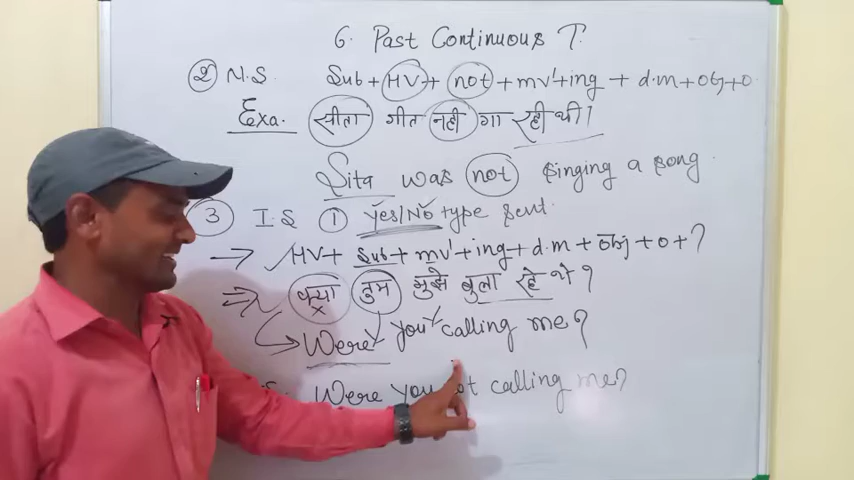 6. Past Continuous T.
② N.S. Sub + HV + not + mv¹ + ing + d.m + obj + o.
Exa. सीता गीत नहीं गा रही थी।
Sita was not singing a song.
③ I.S ① Yes/No type sent.
→ HV + Sub + mv¹ + ing + d.m + obj + o + ?
⇒ क्या तुम मुझे बुला रहे थे?
→ Were you calling me?
Were you calling me?